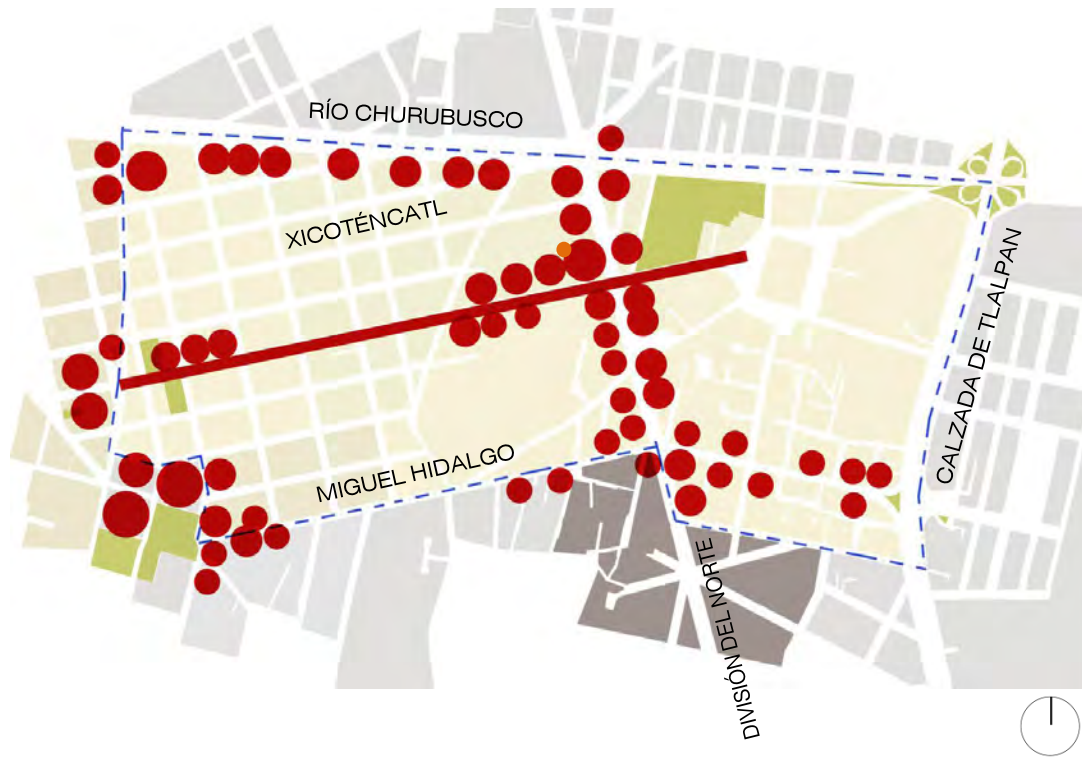 RÍO CHURUBUSCO
XICOTÉNCATL
CALZADA DE TLALPAN
MIGUEL HIDALGO
DIVISIÓN DEL NORTE